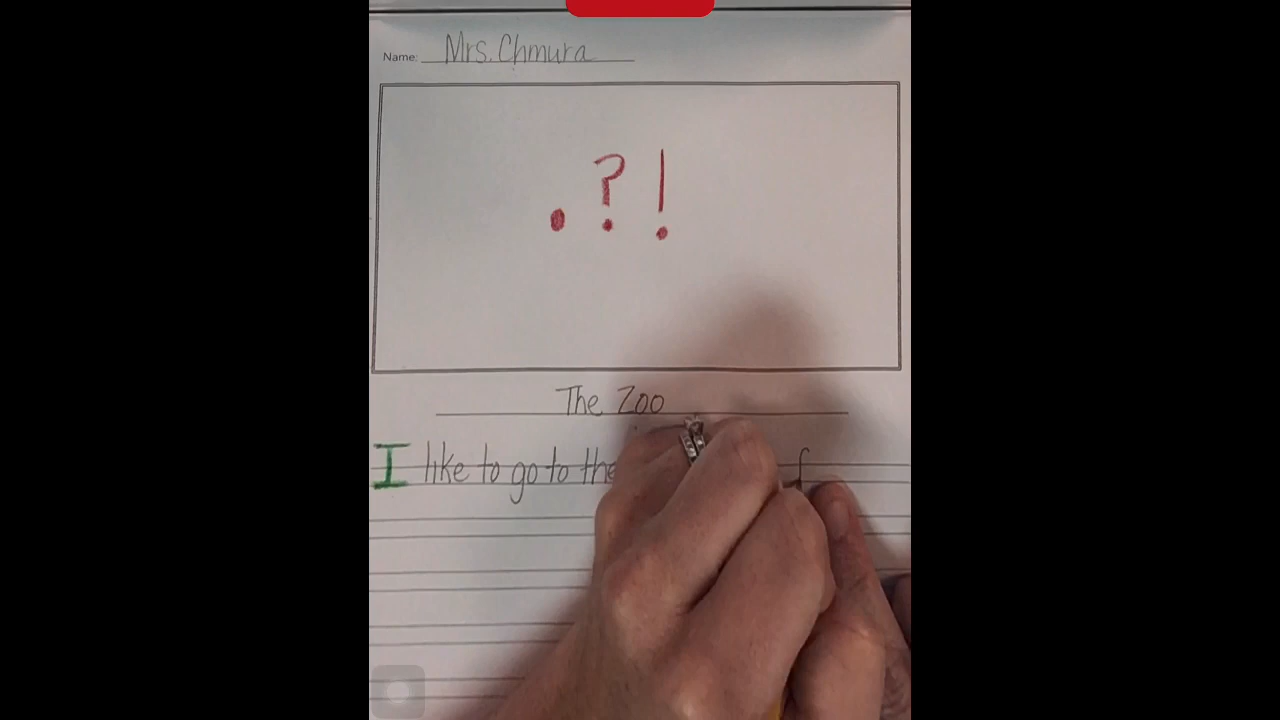 Name: Mrs. Chmura
. ? !
The Zoo
I like to go to the f